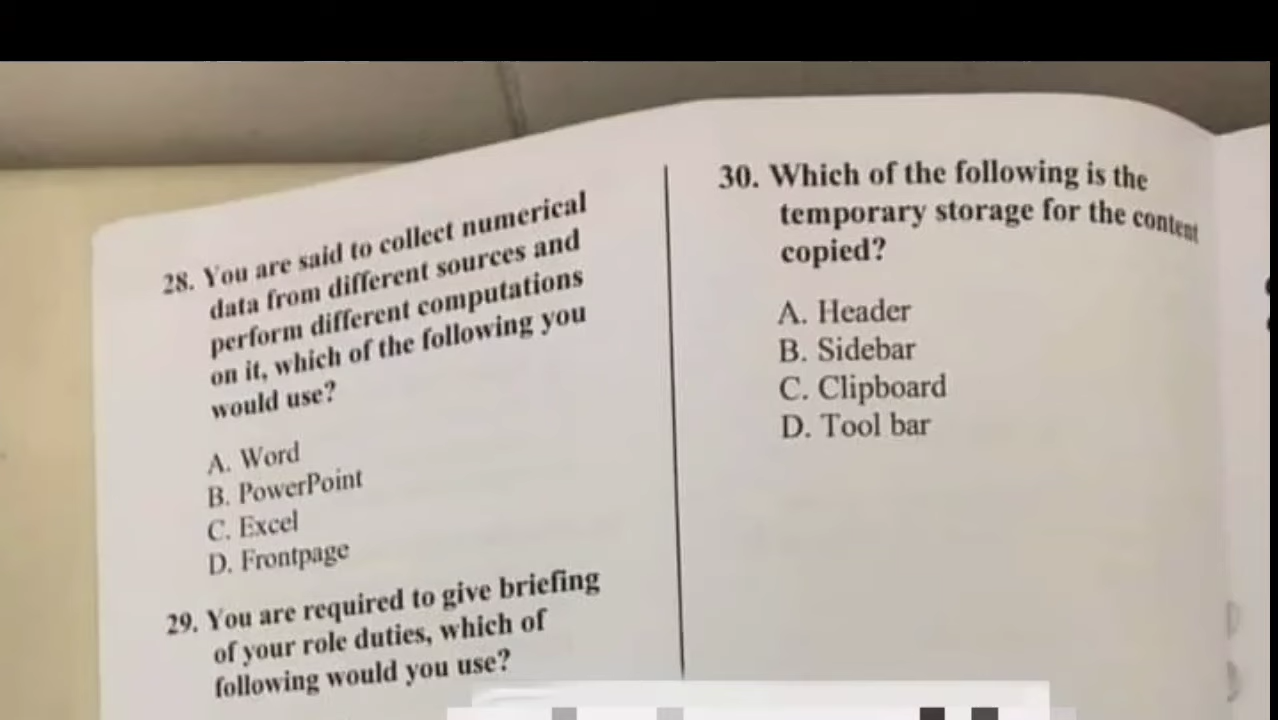 28. You are said to collect numerical
data from different sources and
perform different computations
on it, which of the following you
would use?
A. Word
B. PowerPoint
C. Excel
D. Frontpage
29. You are required to give briefing
of your role duties, which of
following would you use?
30. Which of the following is the
temporary storage for the content
copied?
A. Header
B. Sidebar
C. Clipboard
D. Tool bar